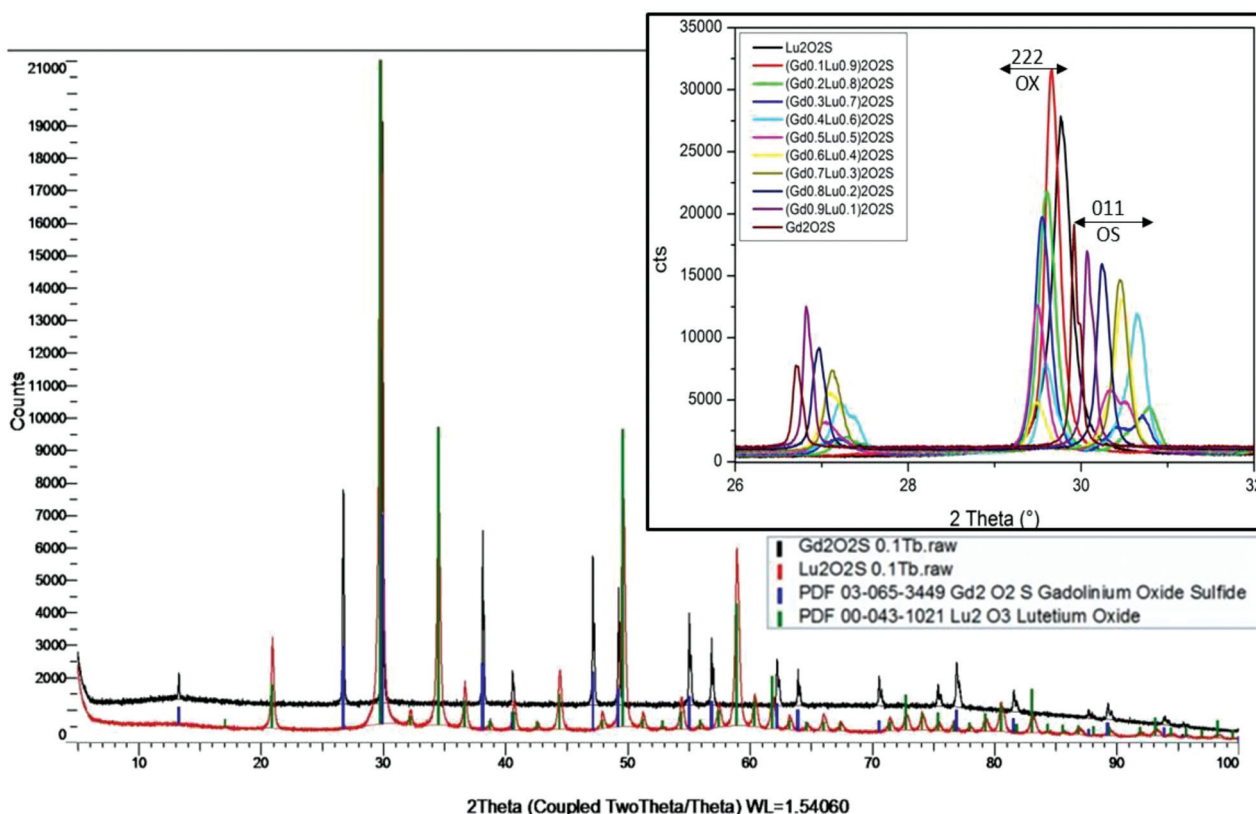 21000
19000
18000
17000
16000
15000
14000
13000
12000
11000
10000
9000
8000
7000
6000
5000
4000
3000
2000
0
Counts
10
20
30
40
50
60
70
80
90
100
2Theta (Coupled TwoTheta/Theta) WL=1.54060
35000
30000
25000
20000
15000
10000
5000
0
cts
26
28
30
32
2 Theta (°)
Lu2O2S
(Gd0.1Lu0.9)2O2S
(Gd0.2Lu0.8)2O2S
(Gd0.3Lu0.7)2O2S
(Gd0.4Lu0.6)2O2S
(Gd0.5Lu0.5)2O2S
(Gd0.6Lu0.4)2O2S
(Gd0.7Lu0.3)2O2S
(Gd0.8Lu0.2)2O2S
(Gd0.9Lu0.1)2O2S
Gd2O2S
222
OX
011
OS
Gd2O2S 0.1Tb.raw
Lu2O2S 0.1Tb.raw
PDF 03-065-3449 Gd2 O2 S Gadolinium Oxide Sulfide
PDF 00-043-1021 Lu2 O3 Lutetium Oxide